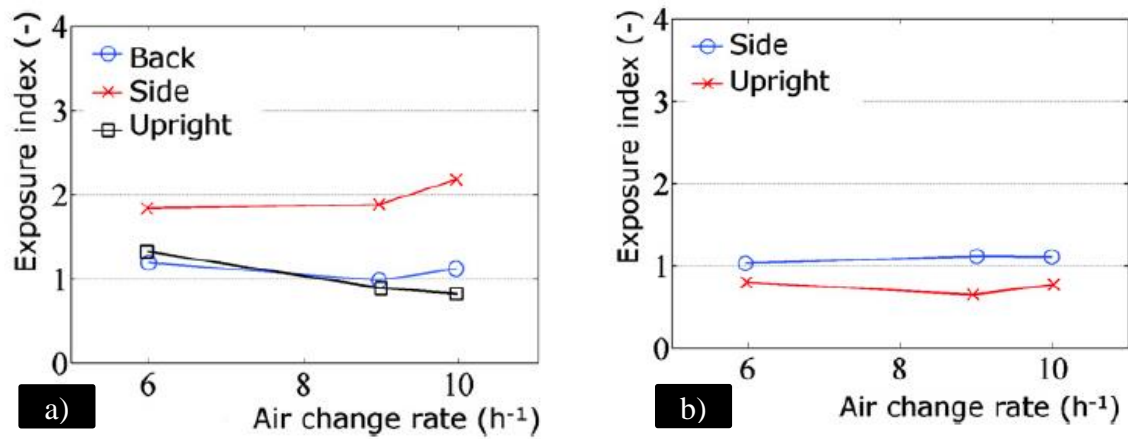 Exposure index (-)
4
3
2
1
0
Back
Side
Upright
6
8
10
Air change rate (h-1)
a)
Exposure index (-)
4
3
2
1
0
Side
Upright
6
8
10
Air change rate (h-1)
b)